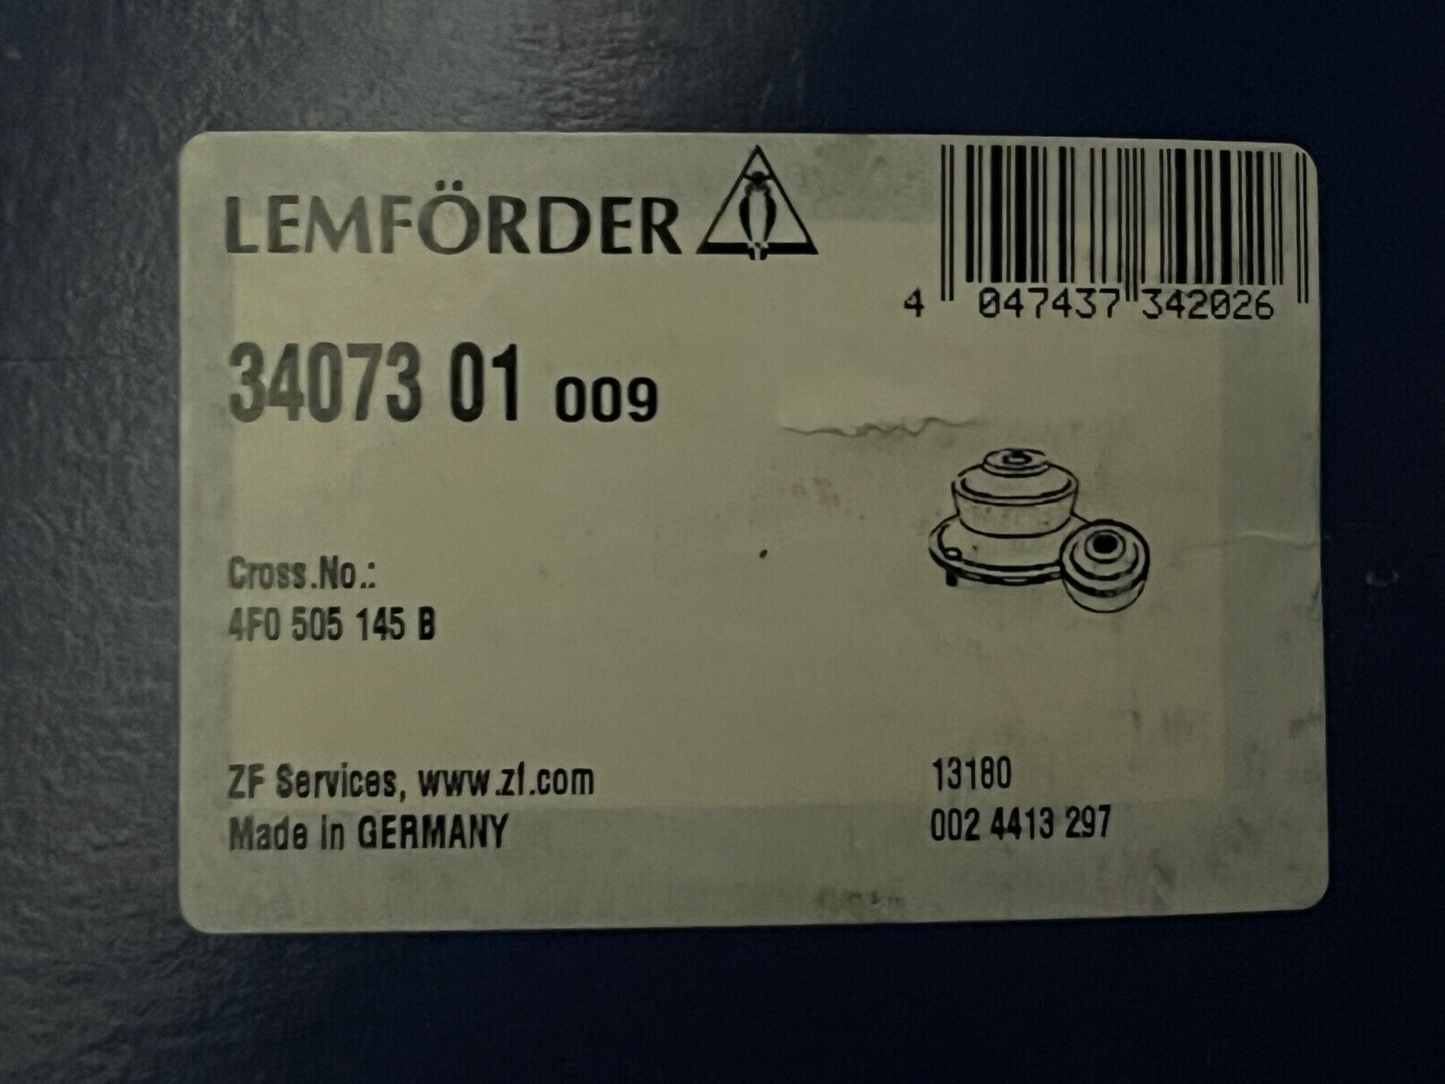 LEMFÖRDER
4 047437 342026
34073 01 009
Cross.No.:
4F0 505 145 B
ZF Services, www.zf.com
Made in GERMANY
13180
002 4413 297